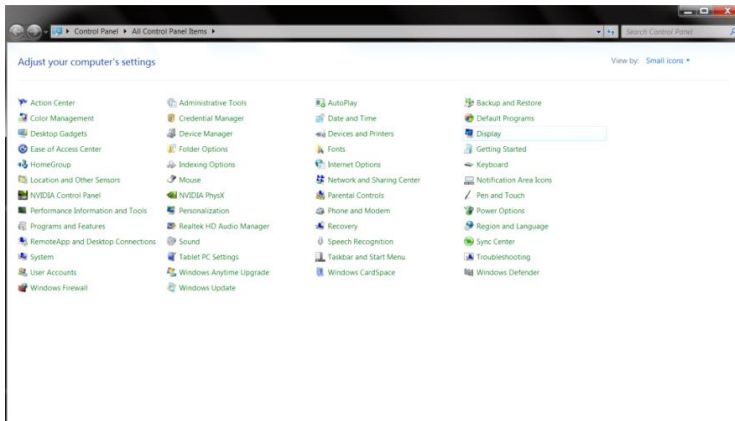 Control Panel ▸ All Control Panel Items ▸ Search Control Panel
Adjust your computer's settings View by: Small icons
Action Center Administrative Tools AutoPlay Backup and Restore
Color Management Credential Manager Date and Time Default Programs
Desktop Gadgets Device Manager Devices and Printers Display
Ease of Access Center Folder Options Fonts Getting Started
HomeGroup Indexing Options Internet Options Keyboard
Location and Other Sensors Mouse Network and Sharing Center Notification Area Icons
NVIDIA Control Panel NVIDIA PhysX Parental Controls Pen and Touch
Performance Information and Tools Personalization Phone and Modem Power Options
Programs and Features Realtek HD Audio Manager Recovery Region and Language
RemoteApp and Desktop Connections Sound Speech Recognition Sync Center
System Tablet PC Settings Taskbar and Start Menu Troubleshooting
User Accounts Windows Anytime Upgrade Windows CardSpace Windows Defender
Windows Firewall Windows Update